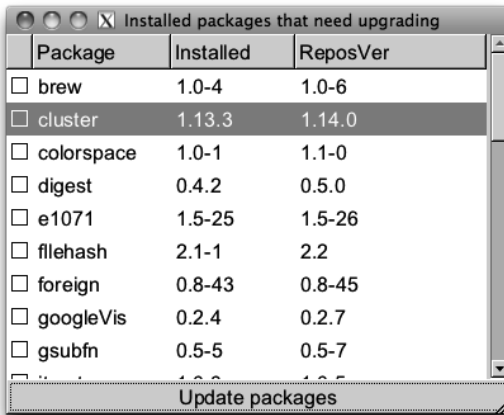 X Installed packages that need upgrading
Package Installed ReposVer
brew 1.0-4 1.0-6
cluster 1.13.3 1.14.0
colorspace 1.0-1 1.1-0
digest 0.4.2 0.5.0
e1071 1.5-25 1.5-26
fllehash 2.1-1 2.2
foreign 0.8-43 0.8-45
googleVis 0.2.4 0.2.7
gsubfn 0.5-5 0.5-7
Update packages